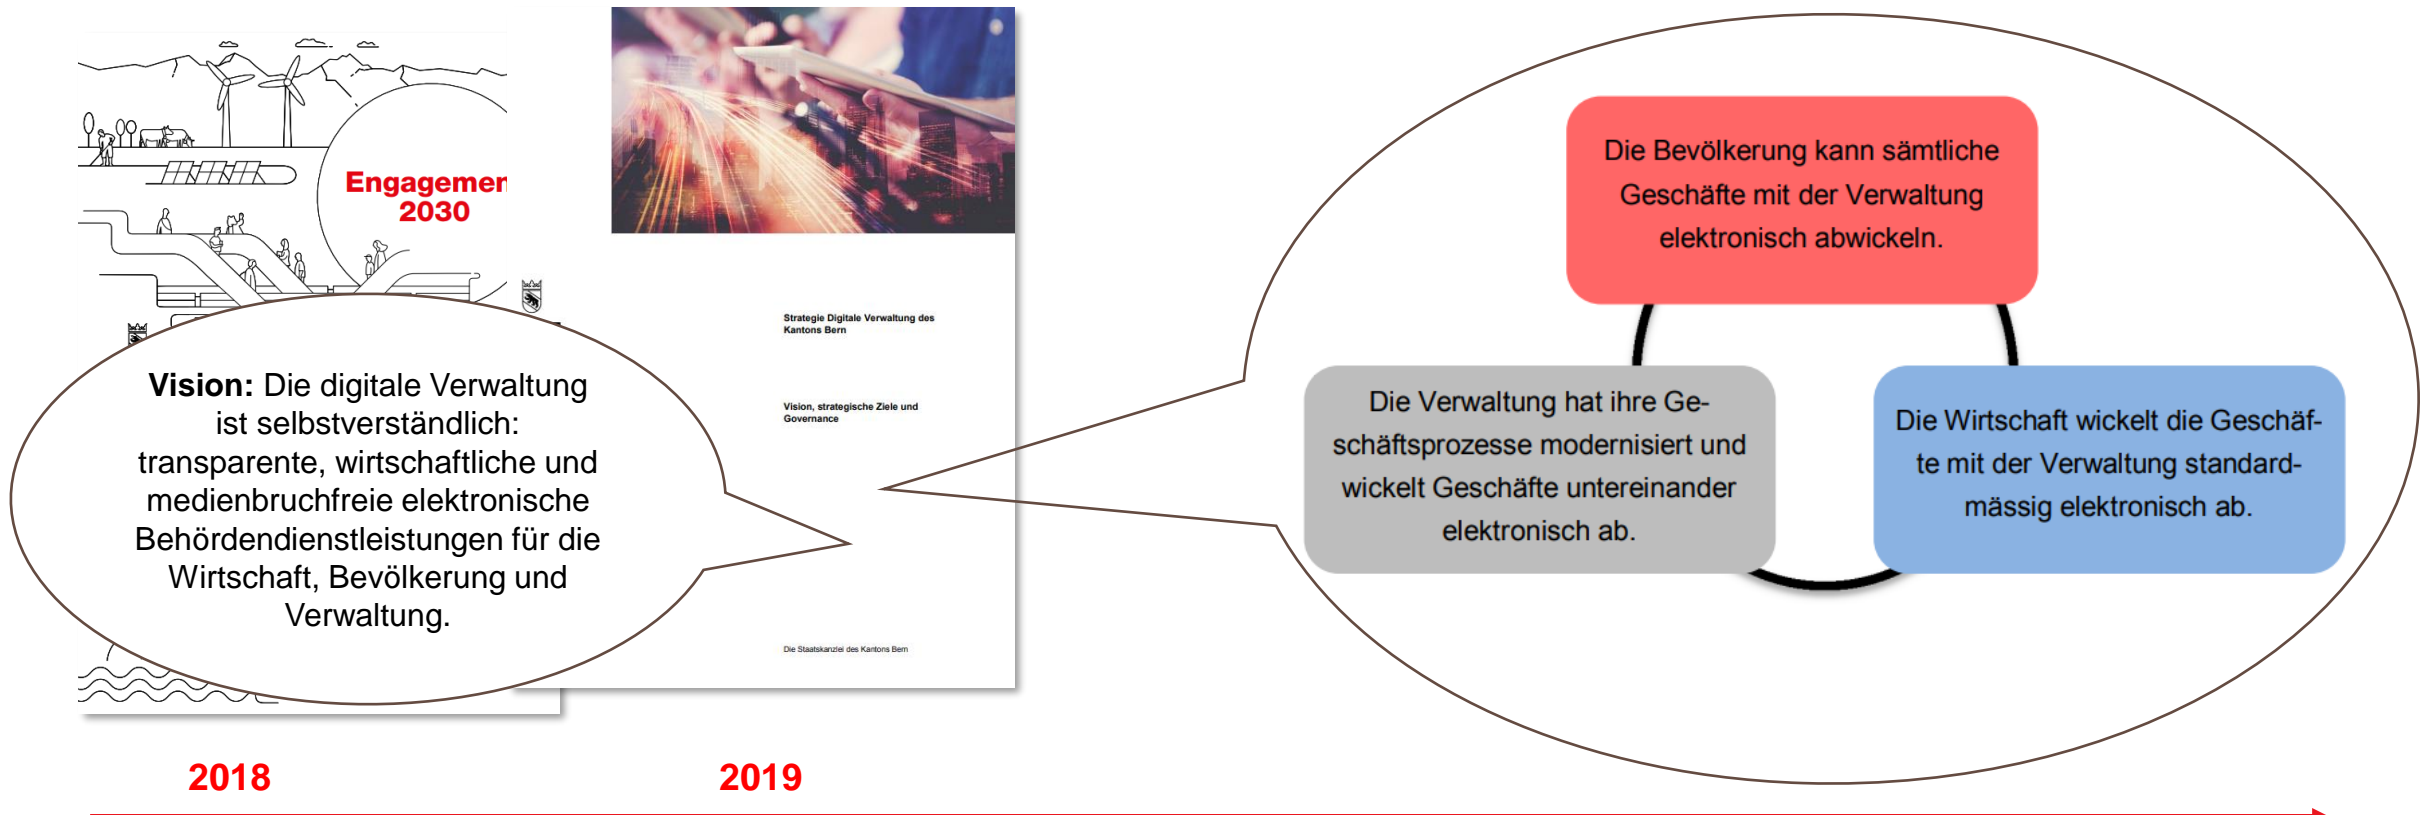 Engagemen
2030
Strategie Digitale Verwaltung des
Kantons Bern
Vision, strategische Ziele und
Governance
Die Staatskanzlei des Kantons Bern
Vision: Die digitale Verwaltung
ist selbstverständlich:
transparente, wirtschaftliche und
medienbruchfreie elektronische
Behördendienstleistungen für die
Wirtschaft, Bevölkerung und
Verwaltung.
Die Bevölkerung kann sämtliche
Geschäfte mit der Verwaltung
elektronisch abwickeln.
Die Verwaltung hat ihre Ge-
schäftsprozesse modernisiert und
wickelt Geschäfte untereinander
elektronisch ab.
Die Wirtschaft wickelt die Geschäf-
te mit der Verwaltung standard-
mässig elektronisch ab.
2018
2019